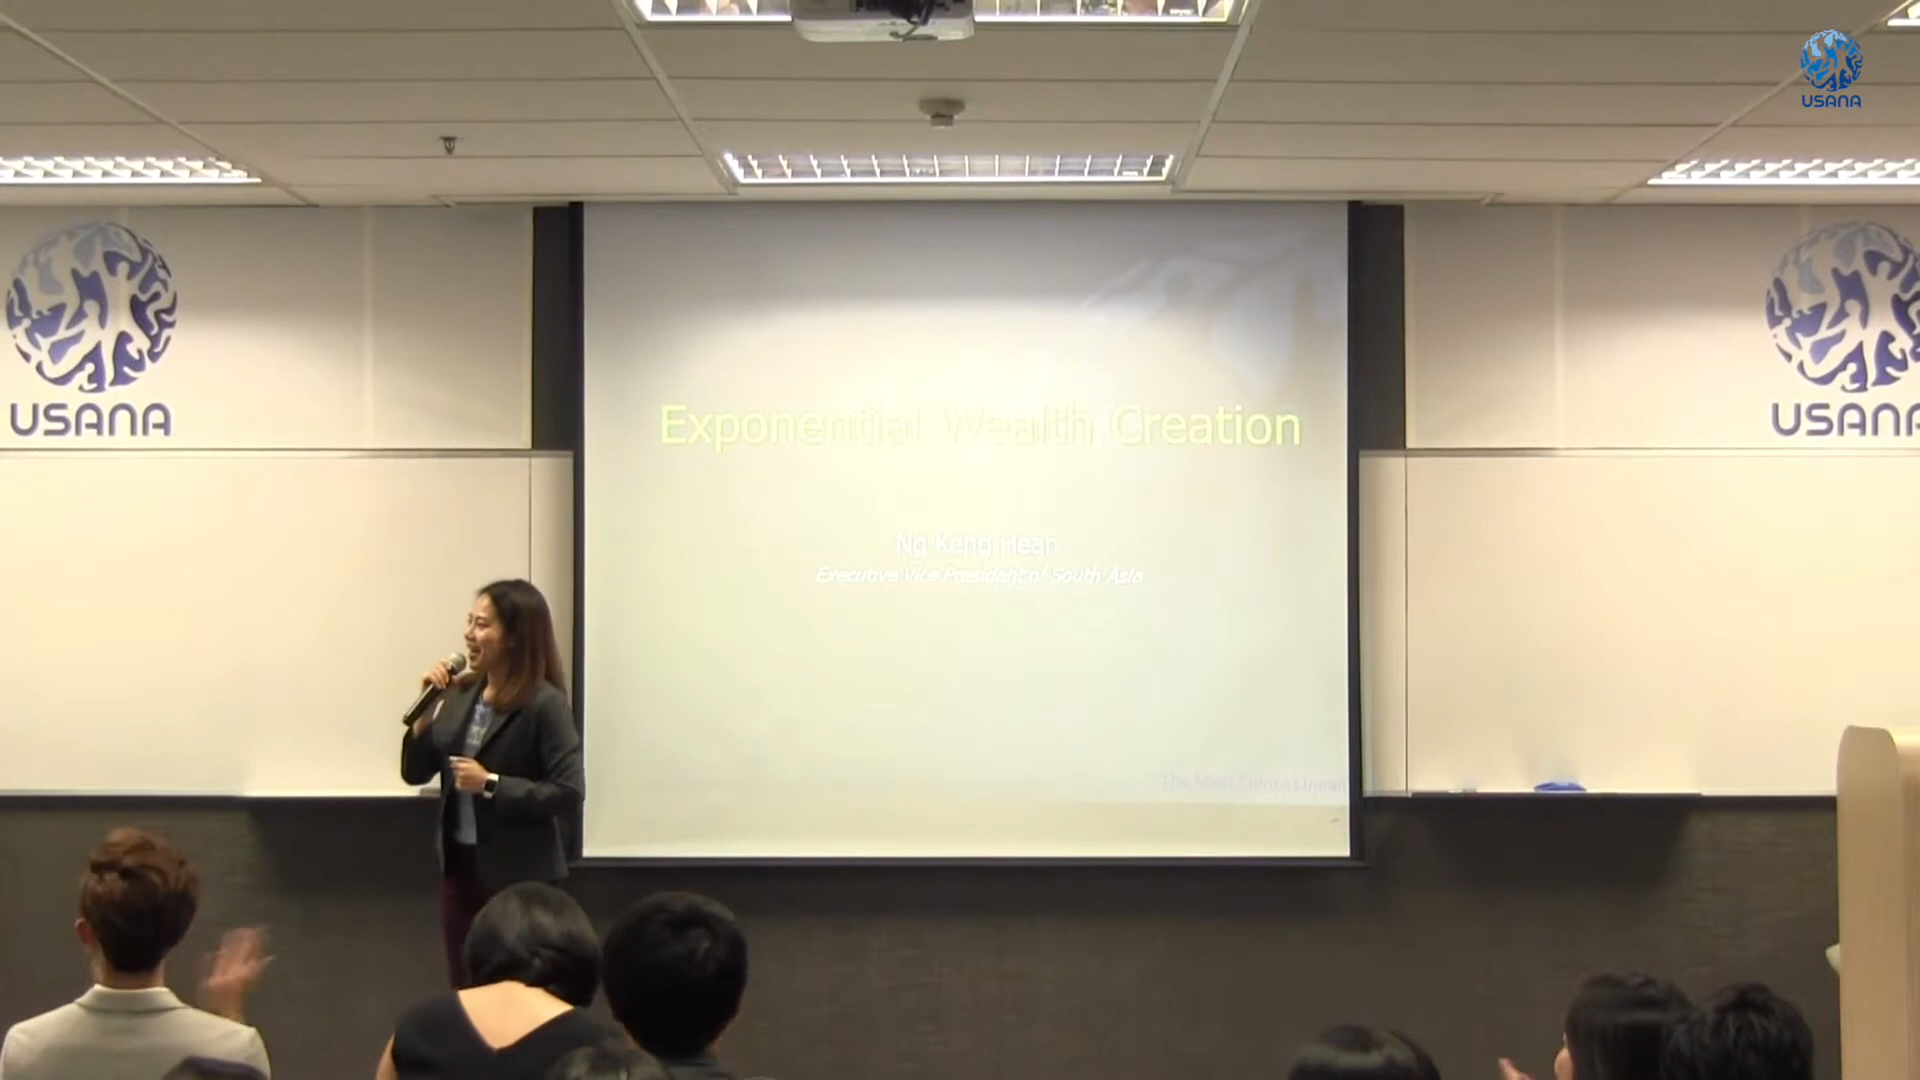 USANA
USANA
USANA
Exponential Wealth Creation
Ng Keng Hean
Executive Vice President of South Asia